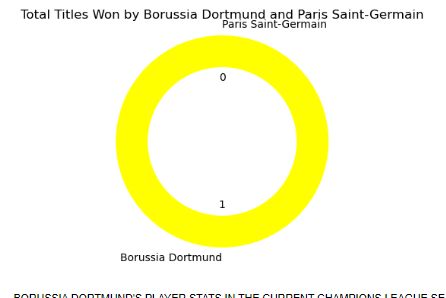 Total Titles Won by Borussia Dortmund and Paris Saint-Germain
Paris Saint-Germain
0
1
Borussia Dortmund
BORUSSIA DORTMUND'S PLAYER STATS IN THE CURRENT CHAMPIONS LEAGUE SE